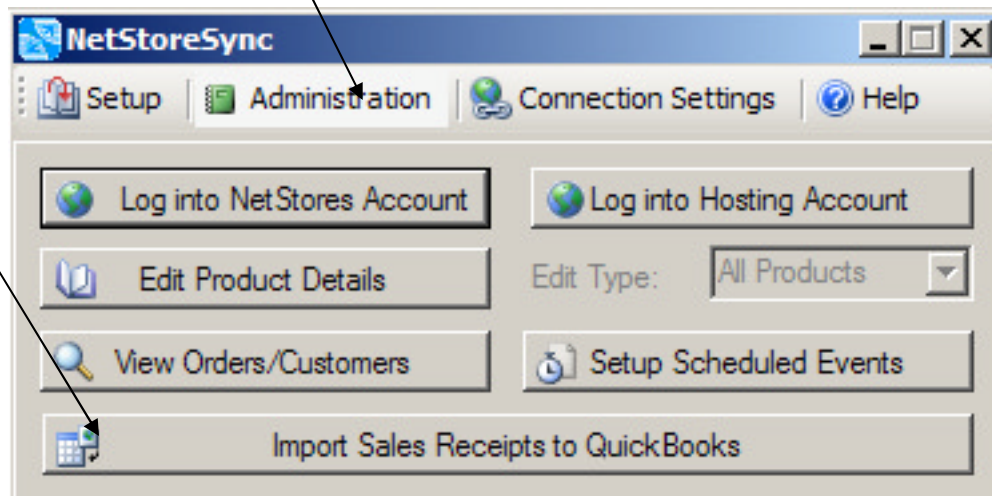 NetStoreSync
Setup Administration Connection Settings Help
Log into NetStores Account Log into Hosting Account
Edit Product Details Edit Type: All Products
View Orders/Customers Setup Scheduled Events
Import Sales Receipts to QuickBooks